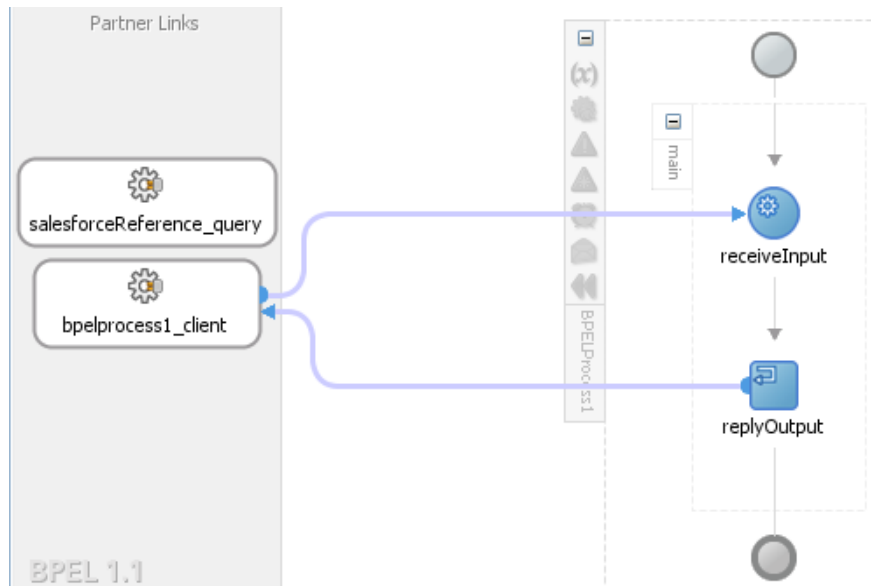 Partner Links
salesforceReference_query
bpelprocess1_client
BPEL 1.1
(x)
BPELProcess1
main
receiveInput
replyOutput